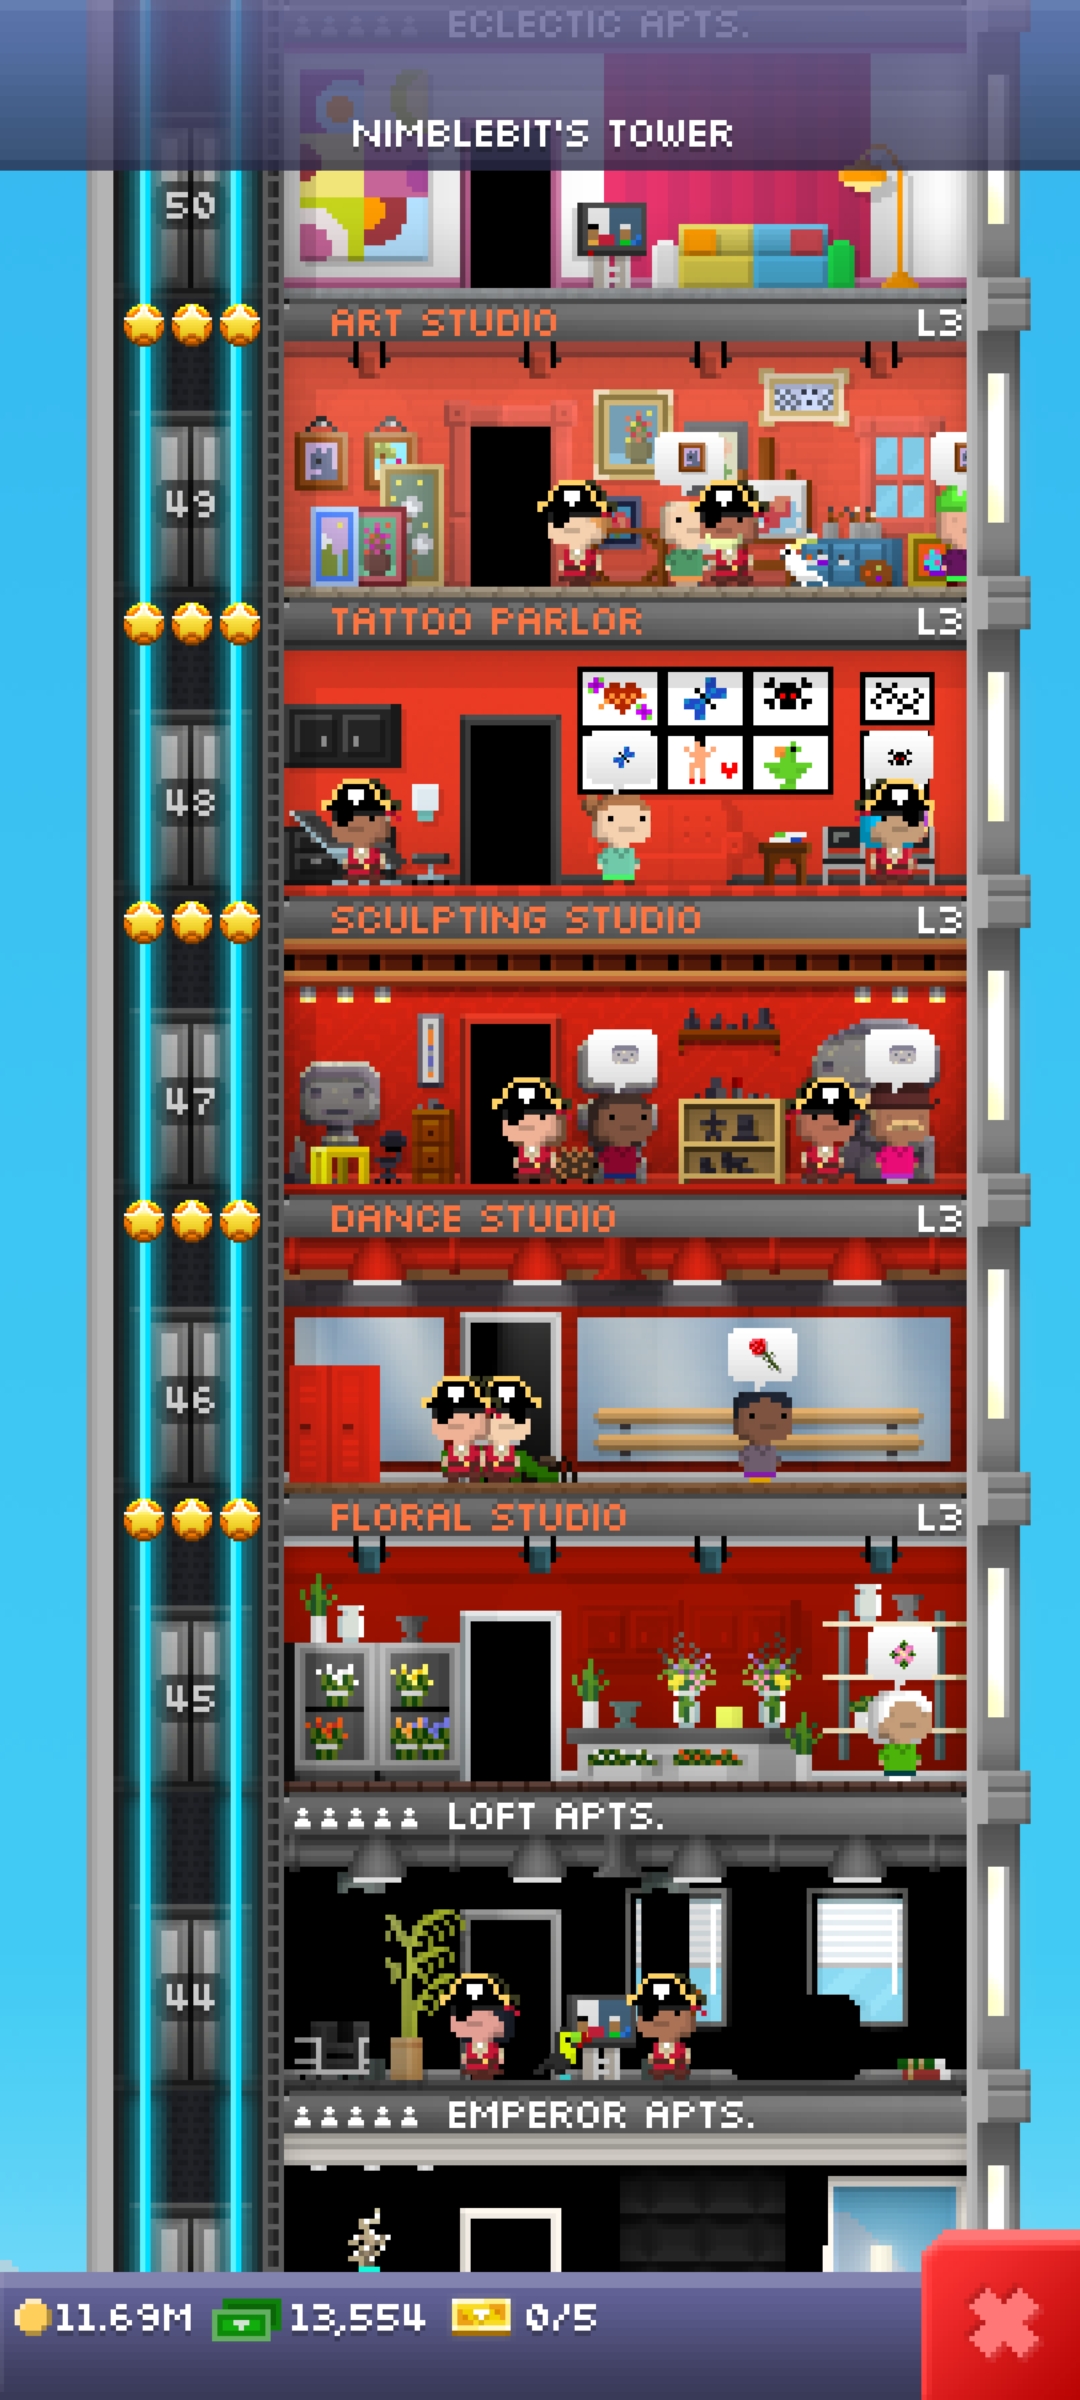 ECLECTIC APTS.
NIMBLEBIT'S TOWER
50
ART STUDIO L3
49
TATTOO PARLOR L3
48
SCULPTING STUDIO L3
47
DANCE STUDIO L3
46
FLORAL STUDIO L3
45
LOFT APTS.
44
EMPEROR APTS.
11.69M 13,554 0/5